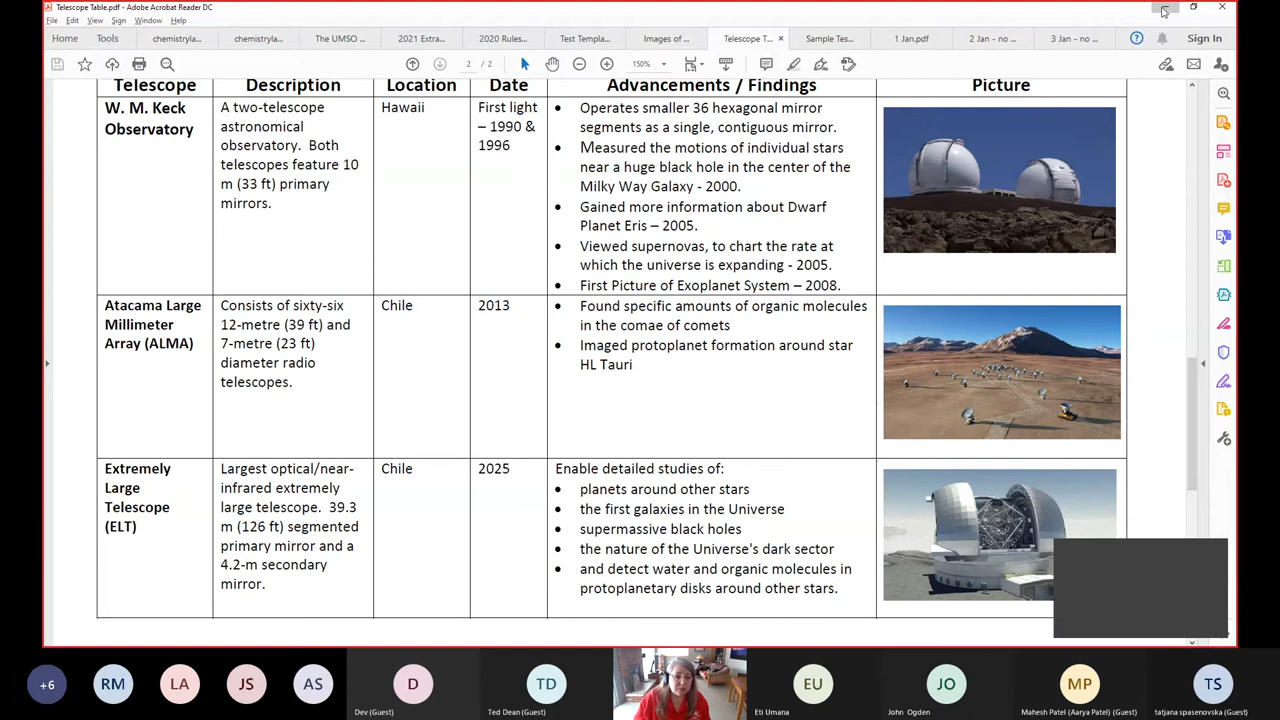 Telescope Table.pdf - Adobe Acrobat Reader DC
File Edit View Sign Window Help
Home Tools chemistryla... chemistryla... The UMSO ... 2021 Extra... 2020 Rules... Test Templa... Images of ... Telescope T... × Sample Tes... 1 Jan.pdf 2 Jan - no ... 3 Jan - no ... Sign In
2 / 2 150%
Telescope Description Location Date Advancements / Findings Picture
W. M. Keck
Observatory
A two-telescope
astronomical
observatory. Both
telescopes feature 10
m (33 ft) primary
mirrors.
Hawaii
First light
– 1990 &
1996
• Operates smaller 36 hexagonal mirror
segments as a single, contiguous mirror.
• Measured the motions of individual stars
near a huge black hole in the center of the
Milky Way Galaxy - 2000.
• Gained more information about Dwarf
Planet Eris – 2005.
• Viewed supernovas, to chart the rate at
which the universe is expanding - 2005.
• First Picture of Exoplanet System – 2008.
Atacama Large
Millimeter
Array (ALMA)
Consists of sixty-six
12-metre (39 ft) and
7-metre (23 ft)
diameter radio
telescopes.
Chile
2013
• Found specific amounts of organic molecules
in the comae of comets
• Imaged protoplanet formation around star
HL Tauri
Extremely
Large
Telescope
(ELT)
Largest optical/near-
infrared extremely
large telescope. 39.3
m (126 ft) segmented
primary mirror and a
4.2-m secondary
mirror.
Chile
2025
Enable detailed studies of:
• planets around other stars
• the first galaxies in the Universe
• supermassive black holes
• the nature of the Universe's dark sector
• and detect water and organic molecules in
protoplanetary disks around other stars.
+6 RM LA JS AS D TD EU JO MP TS
Dev (Guest) Ted Dean (Guest) Eti Umana John Ogden Mahesh Patel (Aarya Patel) (Guest) tatjana spasenovska (Guest)